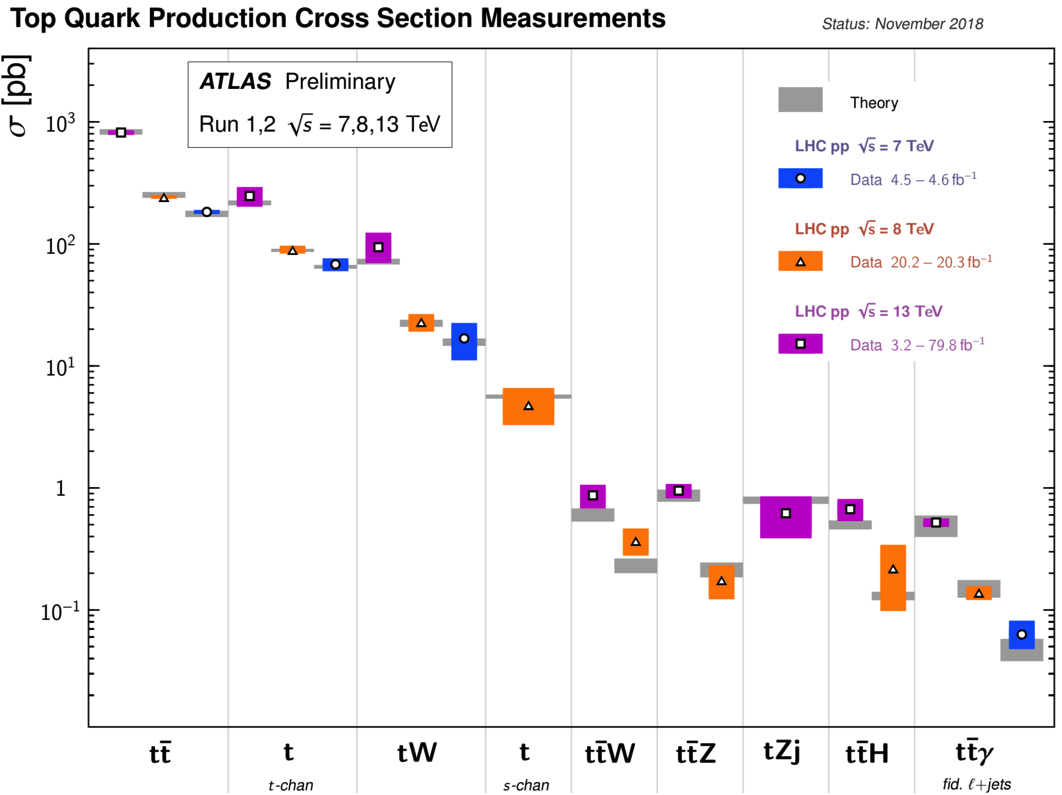 Top Quark Production Cross Section Measurements
Status: November 2018
σ [pb]
ATLAS Preliminary
Run 1,2 √s = 7,8,13 TeV
Theory
LHC pp √s = 7 TeV
Data 4.5 − 4.6 fb⁻¹
LHC pp √s = 8 TeV
Data 20.2 − 20.3 fb⁻¹
LHC pp √s = 13 TeV
Data 3.2 − 79.8 fb⁻¹
10³
10²
10¹
1
10⁻¹
tt̄ t tW t tt̄W tt̄Z tZj tt̄H tt̄γ
t-chan s-chan fid. ℓ+jets